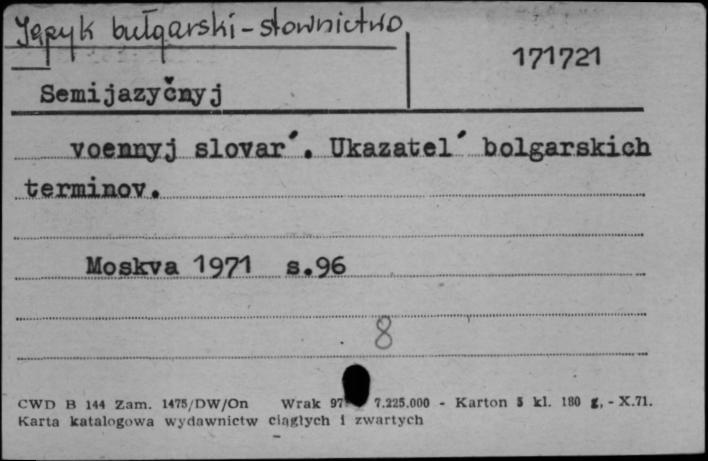 Język bułgarski - słownictwo
171721
Semijazyčnyj
voennyj slovar´. Ukazatel´ bolgarskich
terminov.
Moskva 1971 s.96
8
CWD B 144 Zam. 1475/DW/On Wrak 7.225.000 - Karton 5 kl. 180 g, - X.71.
Karta katalogowa wydawnictw ciągłych i zwartych